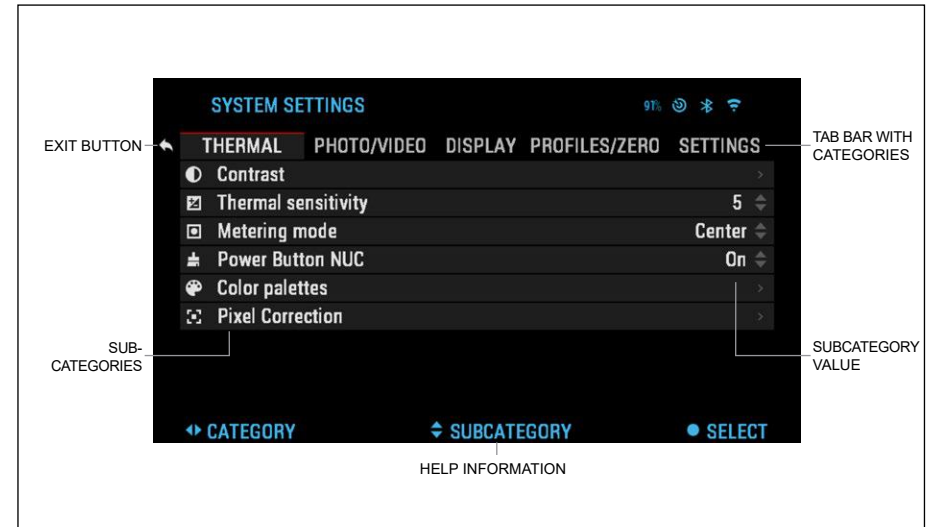 SYSTEM SETTINGS 91%
EXIT BUTTON
THERMAL PHOTO/VIDEO DISPLAY PROFILES/ZERO SETTINGS
TAB BAR WITH
CATEGORIES
Contrast
Thermal sensitivity 5
Metering mode Center
Power Button NUC On
Color palettes
Pixel Correction
SUB-
CATEGORIES
SUBCATEGORY
VALUE
CATEGORY SUBCATEGORY SELECT
HELP INFORMATION